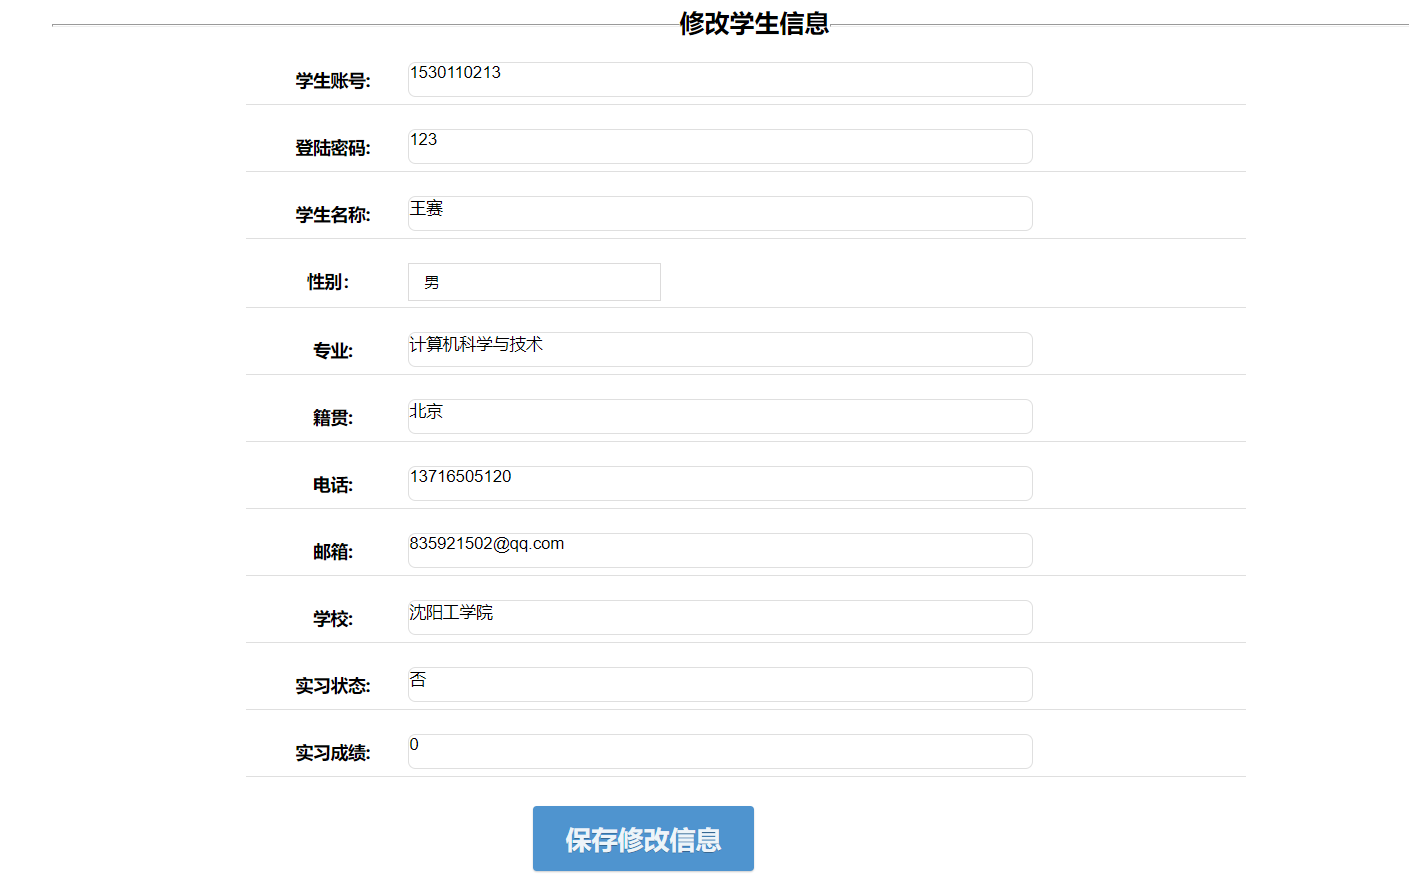 修改学生信息
学生账号: 1530110213
登陆密码: 123
学生名称: 王赛
性别: 男
专业: 计算机科学与技术
籍贯: 北京
电话: 13716505120
邮箱: 835921502@qq.com
学校: 沈阳工学院
实习状态: 否
实习成绩: 0
保存修改信息